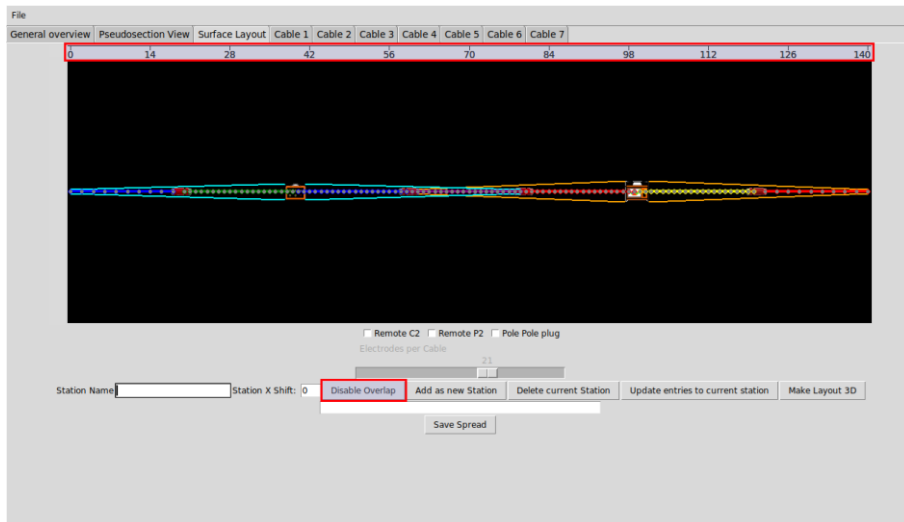 File
General overview Pseudosection View Surface Layout Cable 1 Cable 2 Cable 3 Cable 4 Cable 5 Cable 6 Cable 7
0 14 28 42 56 70 84 98 112 126 140
Remote C2 Remote P2 Pole Pole plug
Electrodes per Cable
21
Station Name Station X Shift: 0 Disable Overlap Add as new Station Delete current Station Update entries to current station Make Layout 3D
Save Spread